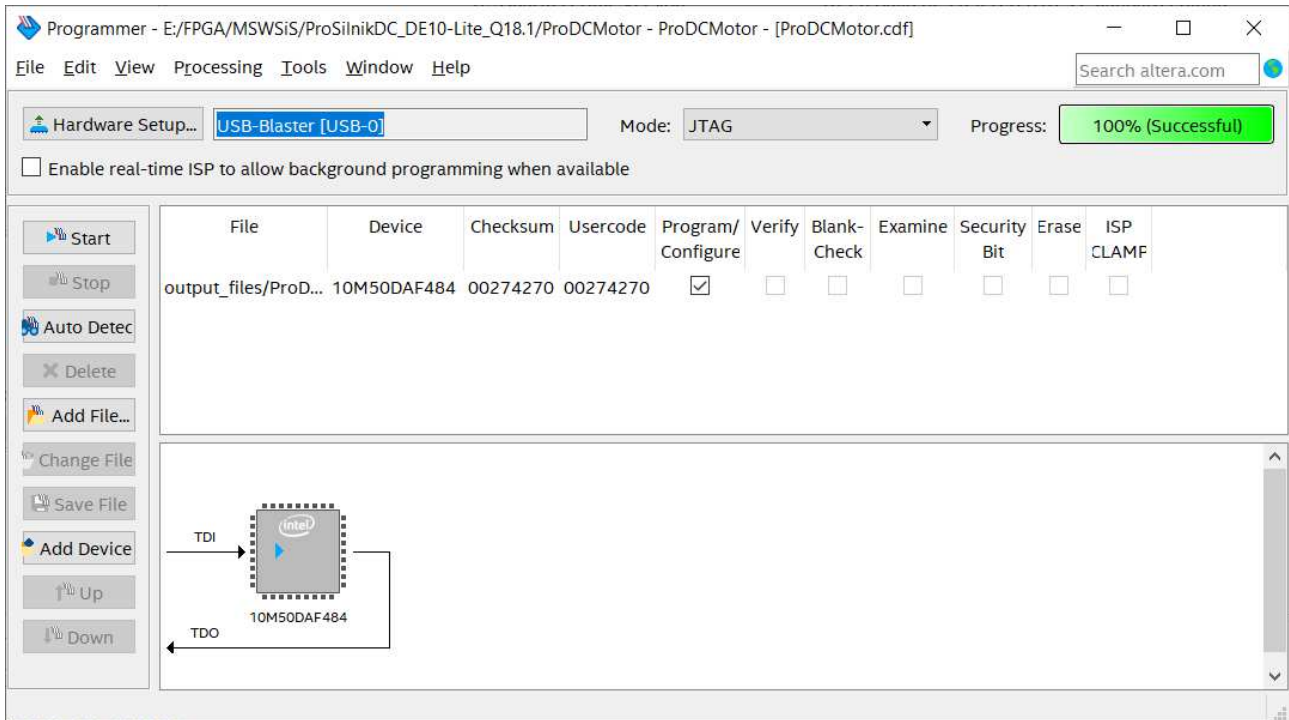 Programmer - E:/FPGA/MSWSiS/ProSilnikDC_DE10-Lite_Q18.1/ProDCMotor - ProDCMotor - [ProDCMotor.cdf]
File Edit View Processing Tools Window Help
Search altera.com
Hardware Setup... USB-Blaster [USB-0] Mode: JTAG Progress: 100% (Successful)
Enable real-time ISP to allow background programming when available
Start
Stop
Auto Detec
Delete
Add File...
Change File
Save File
Add Device
Up
Down
File Device Checksum Usercode Program/ Verify Blank- Examine Security Erase ISP
Configure Check Bit CLAMP
output_files/ProD... 10M50DAF484 00274270 00274270
intel
TDI
10M50DAF484
TDO